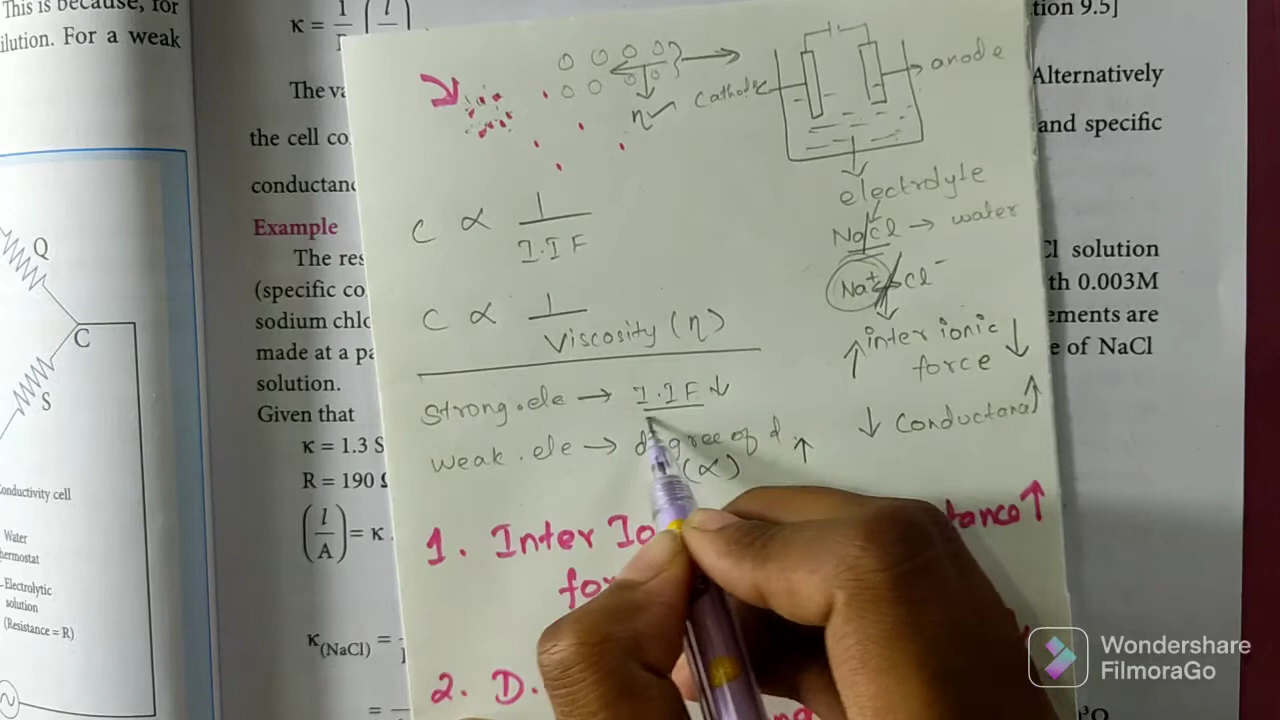 This is because, for
ilution. For a weak
κ = 1 ( l
The va
the cell co
conductanc
Example
The res
(specific co
sodium chlo
made at a pa
solution.
Given that
κ = 1.3 S
R = 190 Ω
(l/A) = κ .
κ(NaCl) =
=
Q
C
S
Conductivity cell
Water
thermostat
Electrolytic
solution
(Resistance = R)
tion 9.5]
Alternatively
and specific
Cl solution
th 0.003M
ements are
e of NaCl
η
Cathode
anode
electrolyte
NaCl → water
Na⁺ Cl⁻
↑ inter ionic ↓
force
↓ Conductana ↑
C ∝ 1/I.I F
C ∝ 1/Viscosity (η)
Strong.ele → I.I F ↓
Weak.ele → degree of d ↑
(α)
1. Inter Io tance ↑
for
2. D.
Wondershare
FilmoraGo